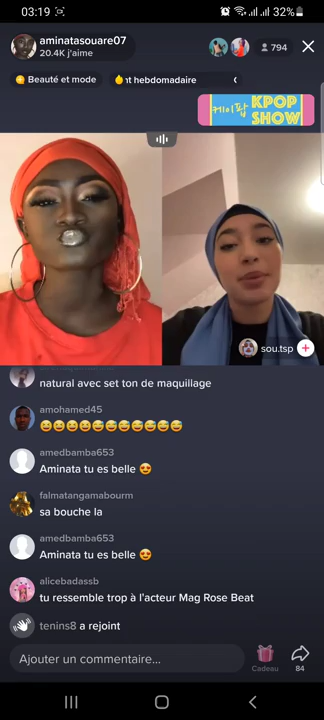 03:19
32%
aminatasouare07
20.4K j'aime
794
Beauté et mode
nt hebdomadaire
케이팝
KPOP
SHOW
sou.tsp
natural avec set ton de maquillage
amohamed45
😅😅😅😅😅😅😅😅😅😅😅
amedbamba653
Aminata tu es belle 😍
falmatangamabourm
sa bouche la
amedbamba653
Aminata tu es belle 😍
alicebadassb
tu ressemble trop à l'acteur Mag Rose Beat
tenins8 a rejoint
Ajouter un commentaire...
Cadeau
84